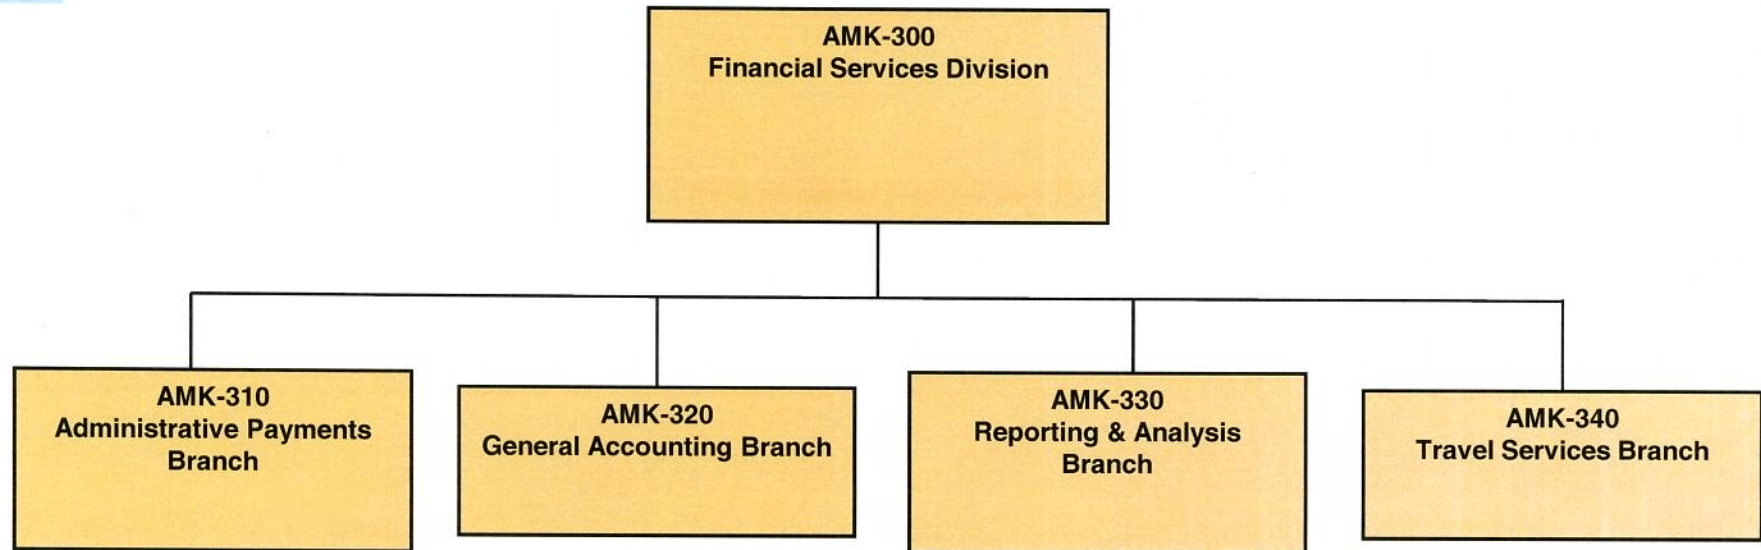 AMK-300
Financial Services Division
AMK-310
Administrative Payments
Branch
AMK-320
General Accounting Branch
AMK-330
Reporting & Analysis
Branch
AMK-340
Travel Services Branch